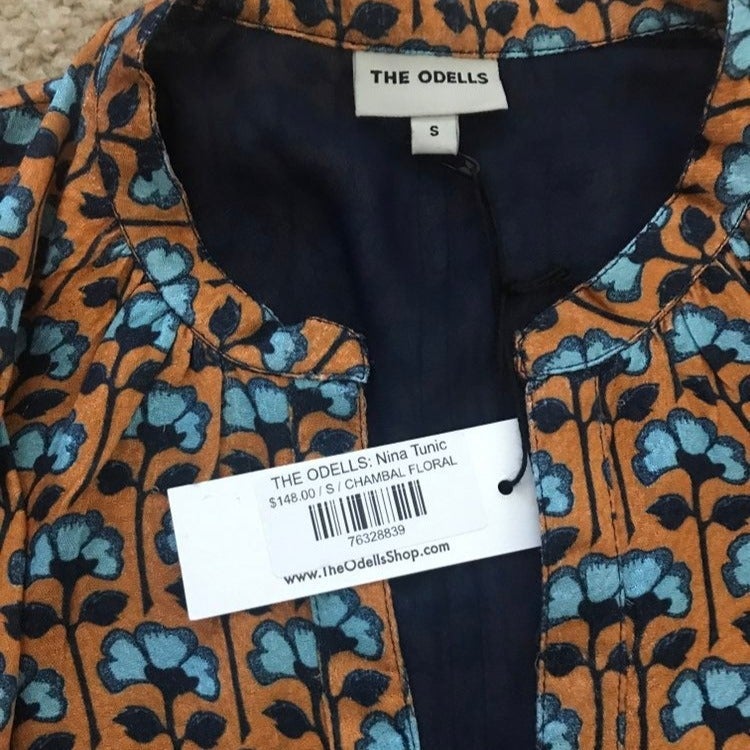 THE ODELLS
S
THE ODELLS: Nina Tunic
$148.00 / S / CHAMBAL FLORAL
76328839
www.TheOdellsShop.com